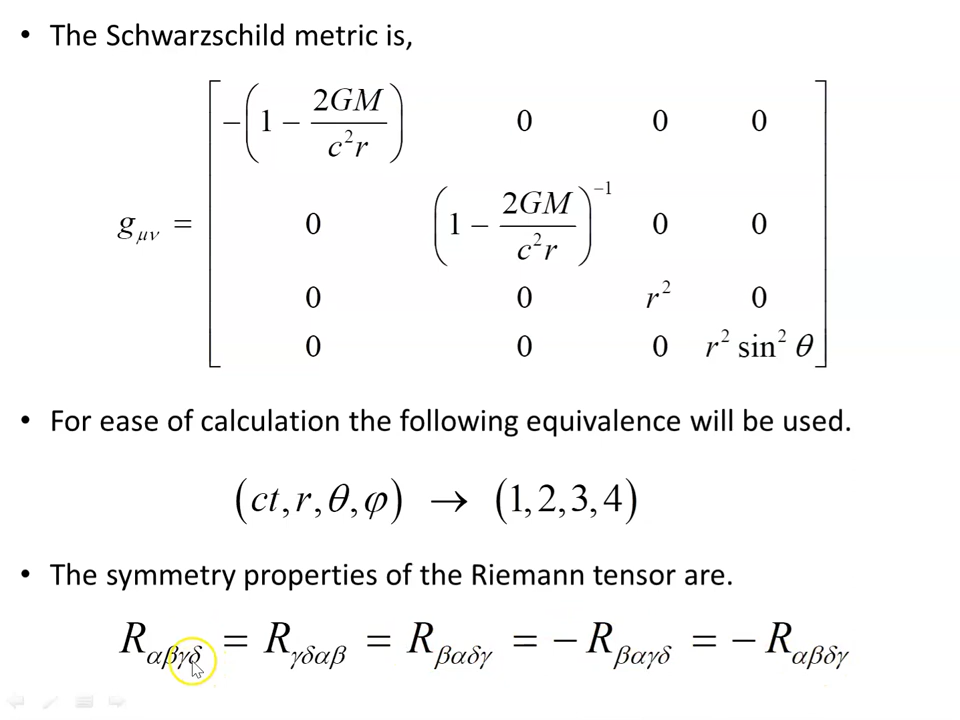 • The Schwarzschild metric is,
g_{μν} = [ −(1 − 2GM/c²r) 0 0 0
0 (1 − 2GM/c²r)⁻¹ 0 0
0 0 r² 0
0 0 0 r² sin² θ ]
• For ease of calculation the following equivalence will be used.
(ct, r, θ, φ) → (1, 2, 3, 4)
• The symmetry properties of the Riemann tensor are.
R_{αβγδ} = R_{γδαβ} = R_{βαδγ} = − R_{βαγδ} = − R_{αβδγ}